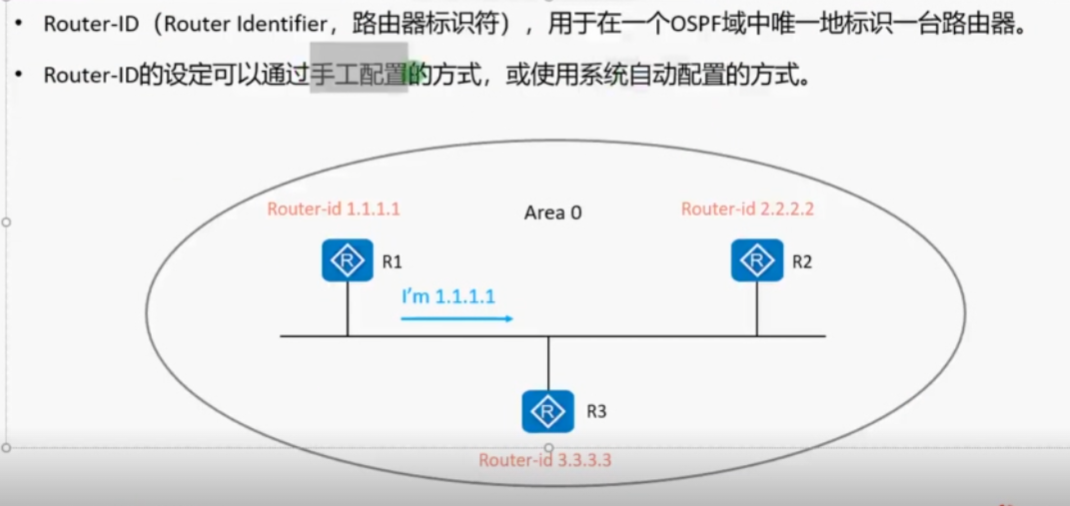 • Router-ID（Router Identifier，路由器标识符），用于在一个OSPF域中唯一地标识一台路由器。
• Router-ID的设定可以通过手工配置的方式，或使用系统自动配置的方式。
Router-id 1.1.1.1
Area 0
Router-id 2.2.2.2
R R1
R R2
I'm 1.1.1.1
R R3
Router-id 3.3.3.3